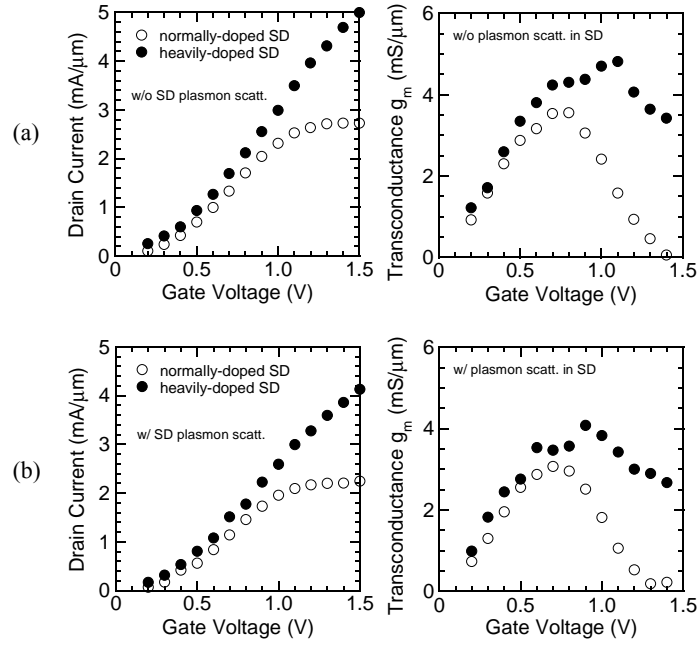 (a)
Drain Current (mA/μm)
5
4
3
2
1
0
normally-doped SD
heavily-doped SD
w/o SD plasmon scatt.
0 0.5 1.0 1.5
Gate Voltage (V)
Transconductance gm (mS/μm)
6
4
2
0
w/o plasmon scatt. in SD
0 0.5 1.0 1.5
Gate Voltage (V)
(b)
Drain Current (mA/μm)
5
4
3
2
1
0
normally-doped SD
heavily-doped SD
w/ SD plasmon scatt.
0 0.5 1.0 1.5
Gate Voltage (V)
Transconductance gm (mS/μm)
6
4
2
0
w/ plasmon scatt. in SD
0 0.5 1.0 1.5
Gate Voltage (V)